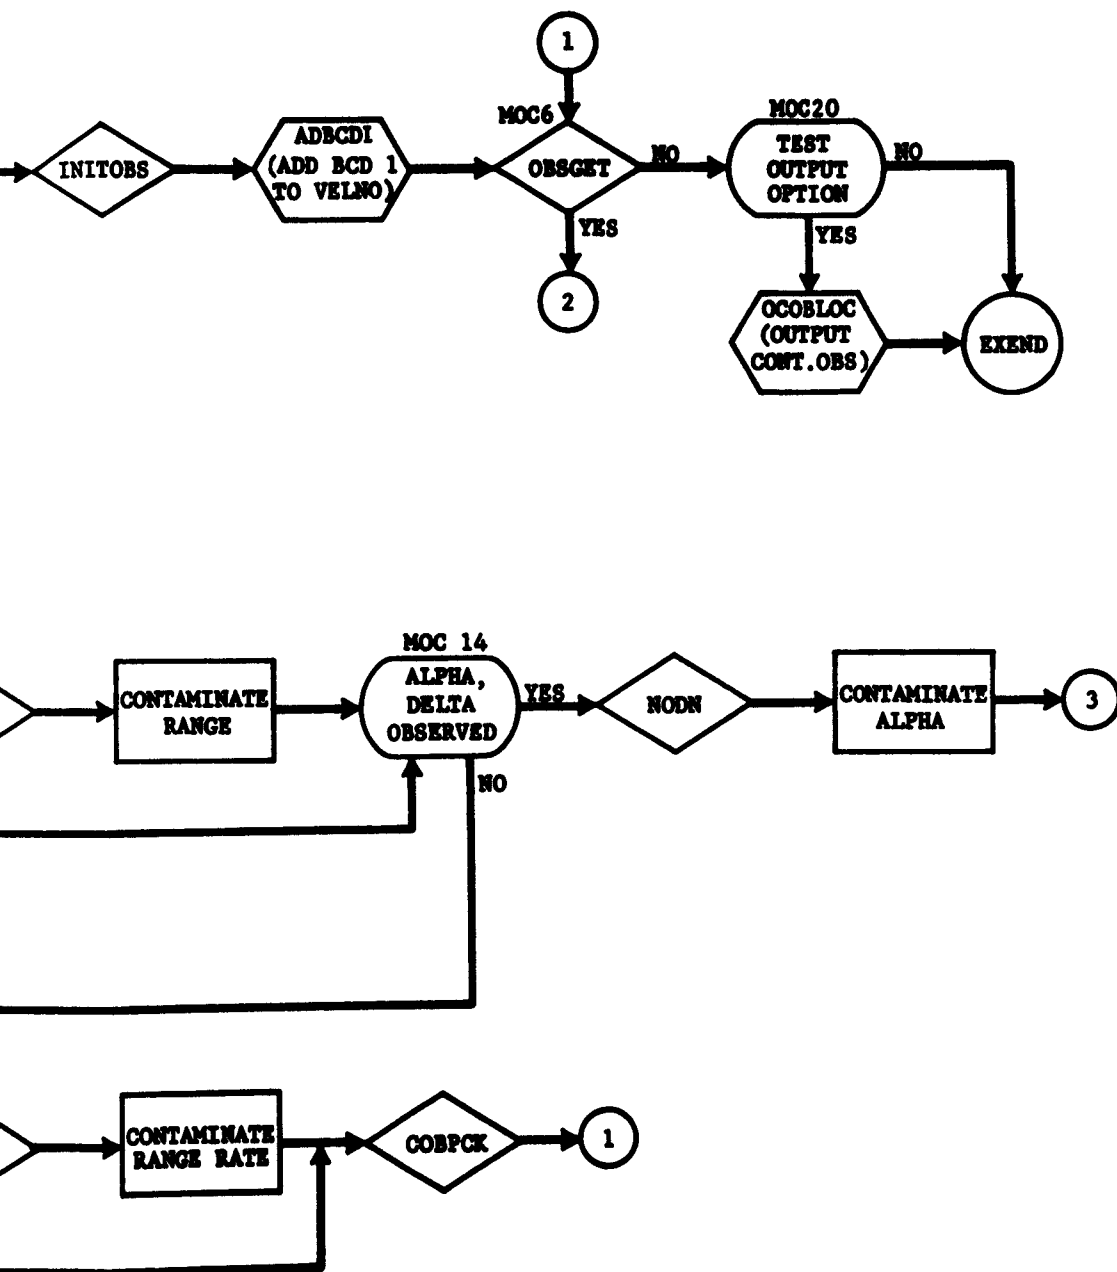 1
MOC6
MOC20
INITOBS
ADBCDI
(ADD BCD 1
TO VELNO)
OBSGET
NO
TEST
OUTPUT
OPTION
NO
YES
YES
2
OCOBLOC
(OUTPUT
CONT.OBS)
EXEND
MOC 14
CONTAMINATE
RANGE
ALPHA,
DELTA
OBSERVED
YES
NODN
CONTAMINATE
ALPHA
3
NO
CONTAMINATE
RANGE RATE
COBPCK
1